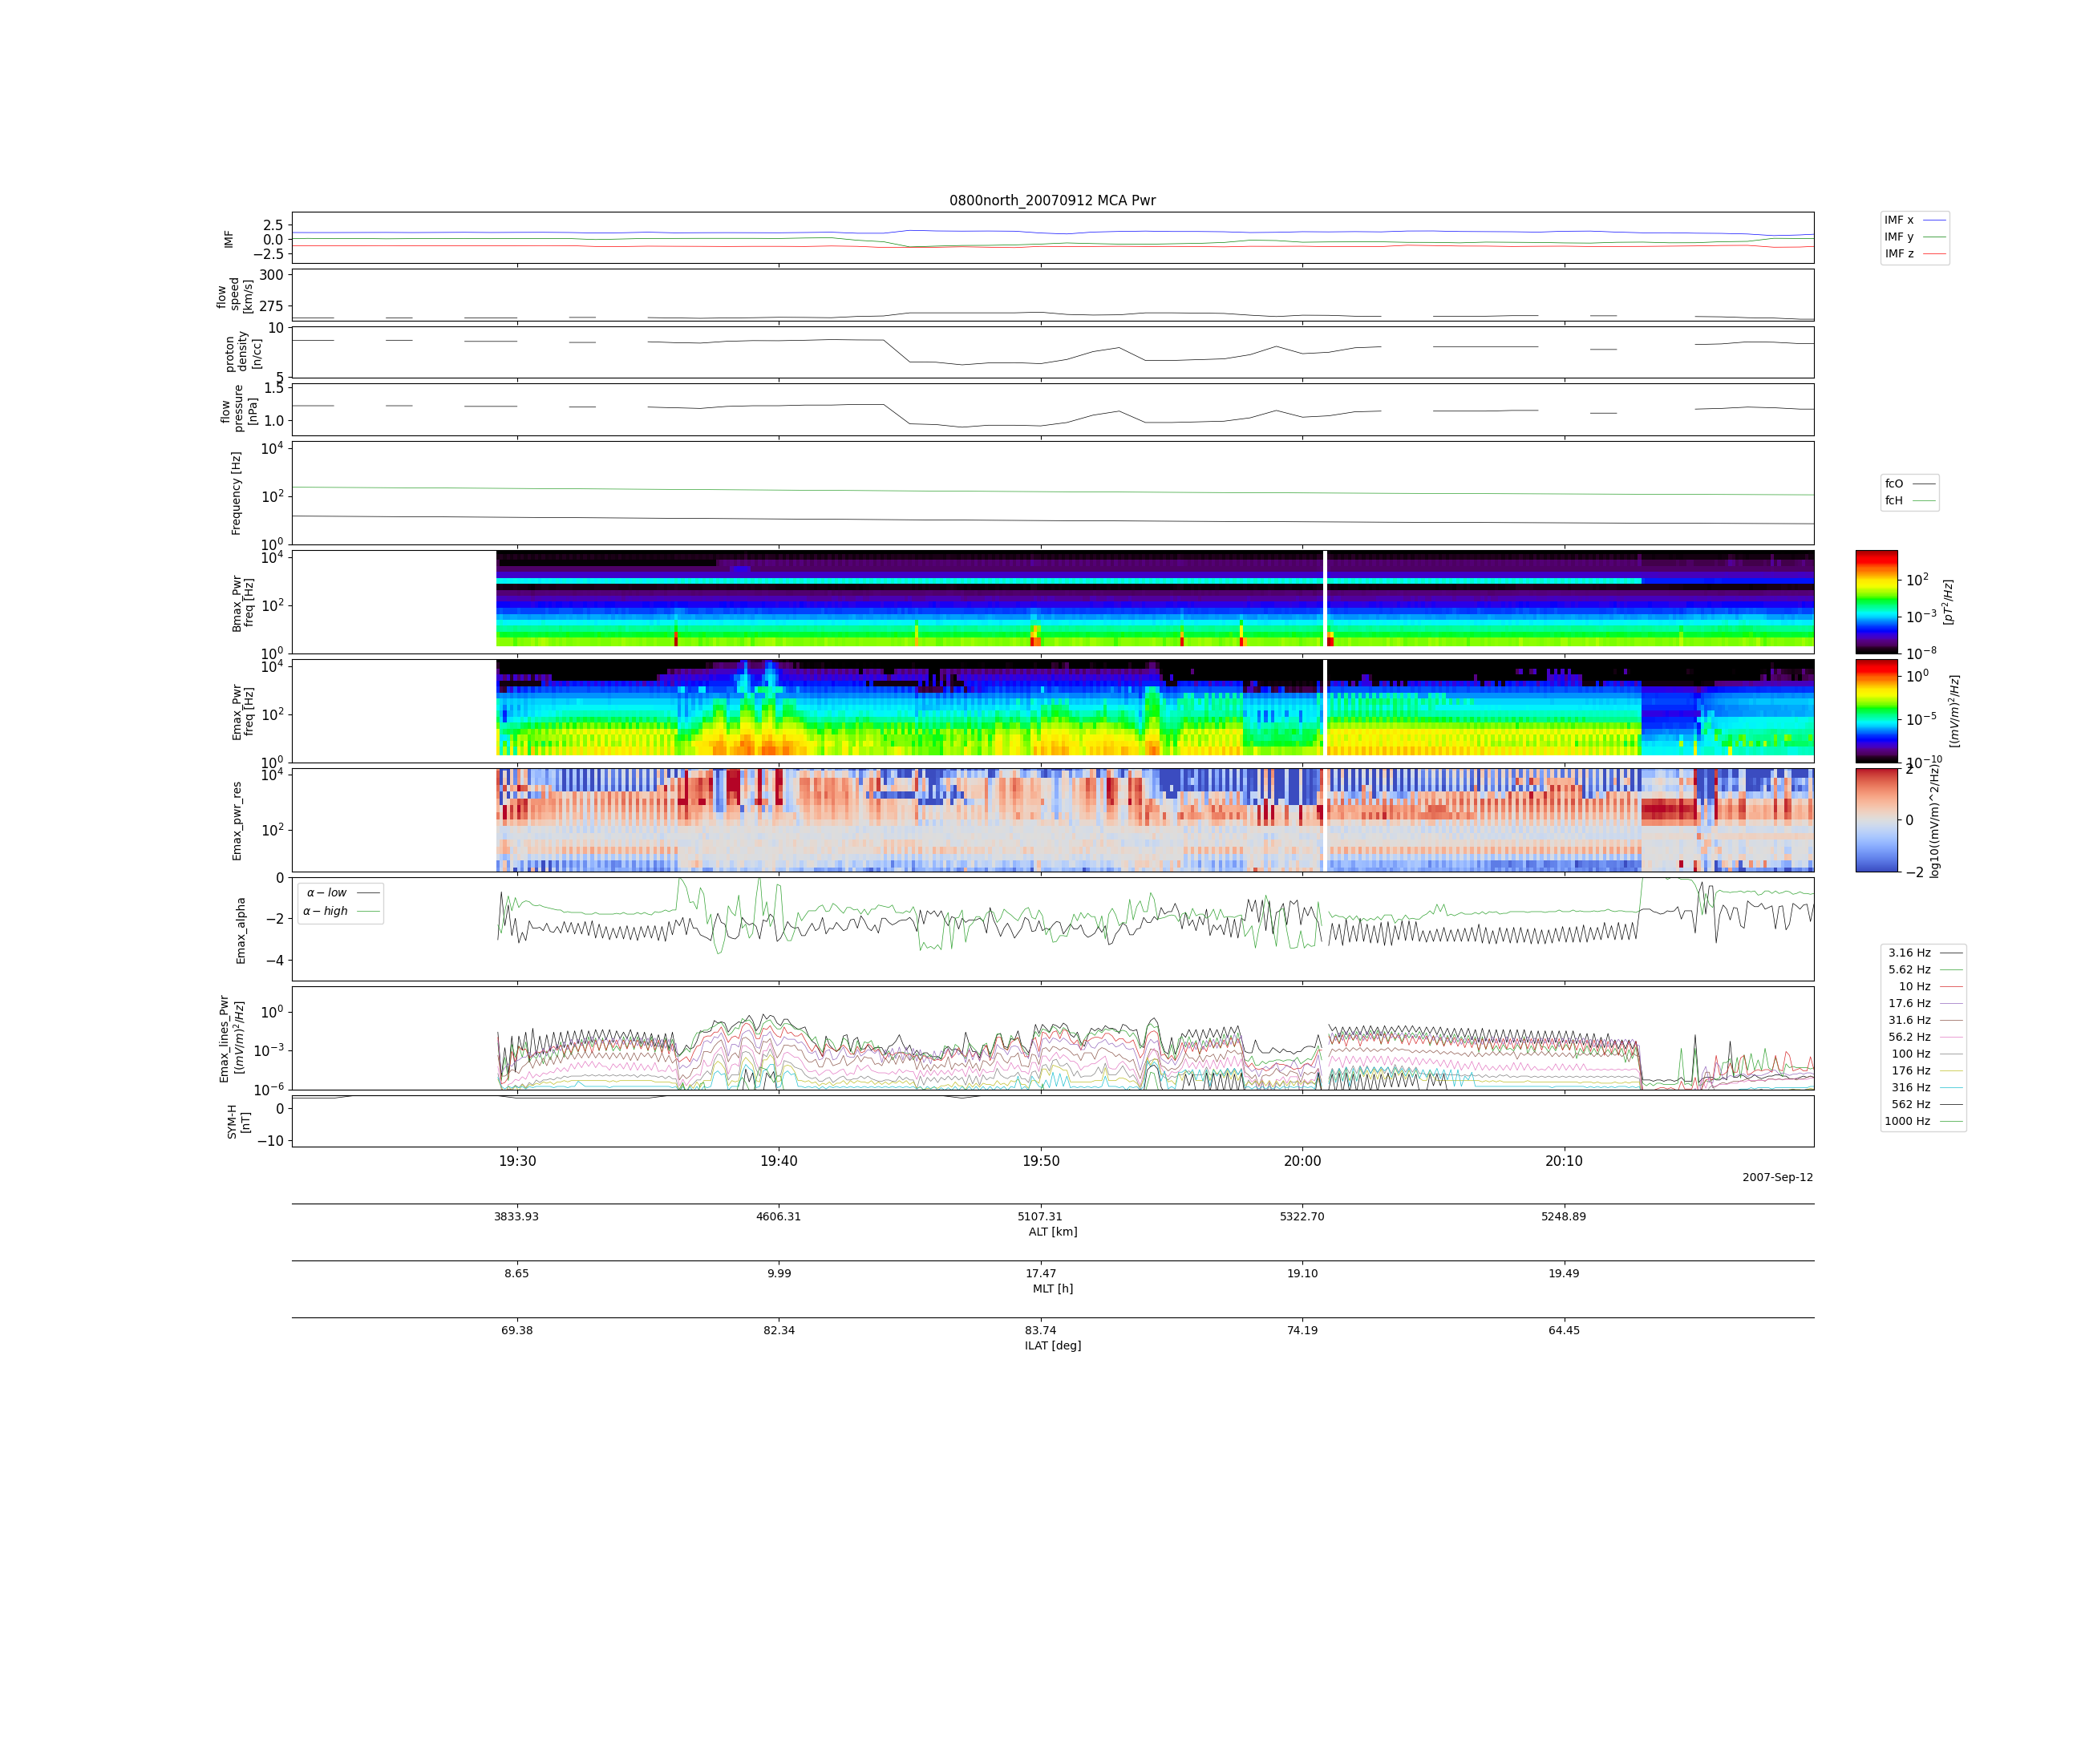 0800north_20070912 MCA Pwr
IMF
2.5
0.0
−2.5
IMF x
IMF y
IMF z
flow
speed
[km/s]
300
275
proton
density
[n/cc]
10
5
flow
pressure
[nPa]
1.5
1.0
Frequency [Hz]
10^4
10^2
10^0
fcO
fcH
Bmax_Pwr
freq [Hz]
10^4
10^2
10^0
10^2
10^-3
10^-8
[pT^2/Hz]
Emax_Pwr
freq [Hz]
10^4
10^2
10^0
10^0
10^-5
10^-10
[(mV/m)^2/Hz]
Emax_pwr_res
10^4
10^2
2
0
−2
log10((mV/m)^2/Hz)
Emax_alpha
0
−2
−4
α − low
α − high
Emax_lines_Pwr
[(mV/m)^2/Hz]
10^0
10^-3
10^-6
3.16 Hz
5.62 Hz
10 Hz
17.6 Hz
31.6 Hz
56.2 Hz
100 Hz
176 Hz
316 Hz
562 Hz
1000 Hz
SYM-H
[nT]
0
−10
19:30 19:40 19:50 20:00 20:10
2007-Sep-12
3833.93 4606.31 5107.31 5322.70 5248.89
ALT [km]
8.65 9.99 17.47 19.10 19.49
MLT [h]
69.38 82.34 83.74 74.19 64.45
ILAT [deg]